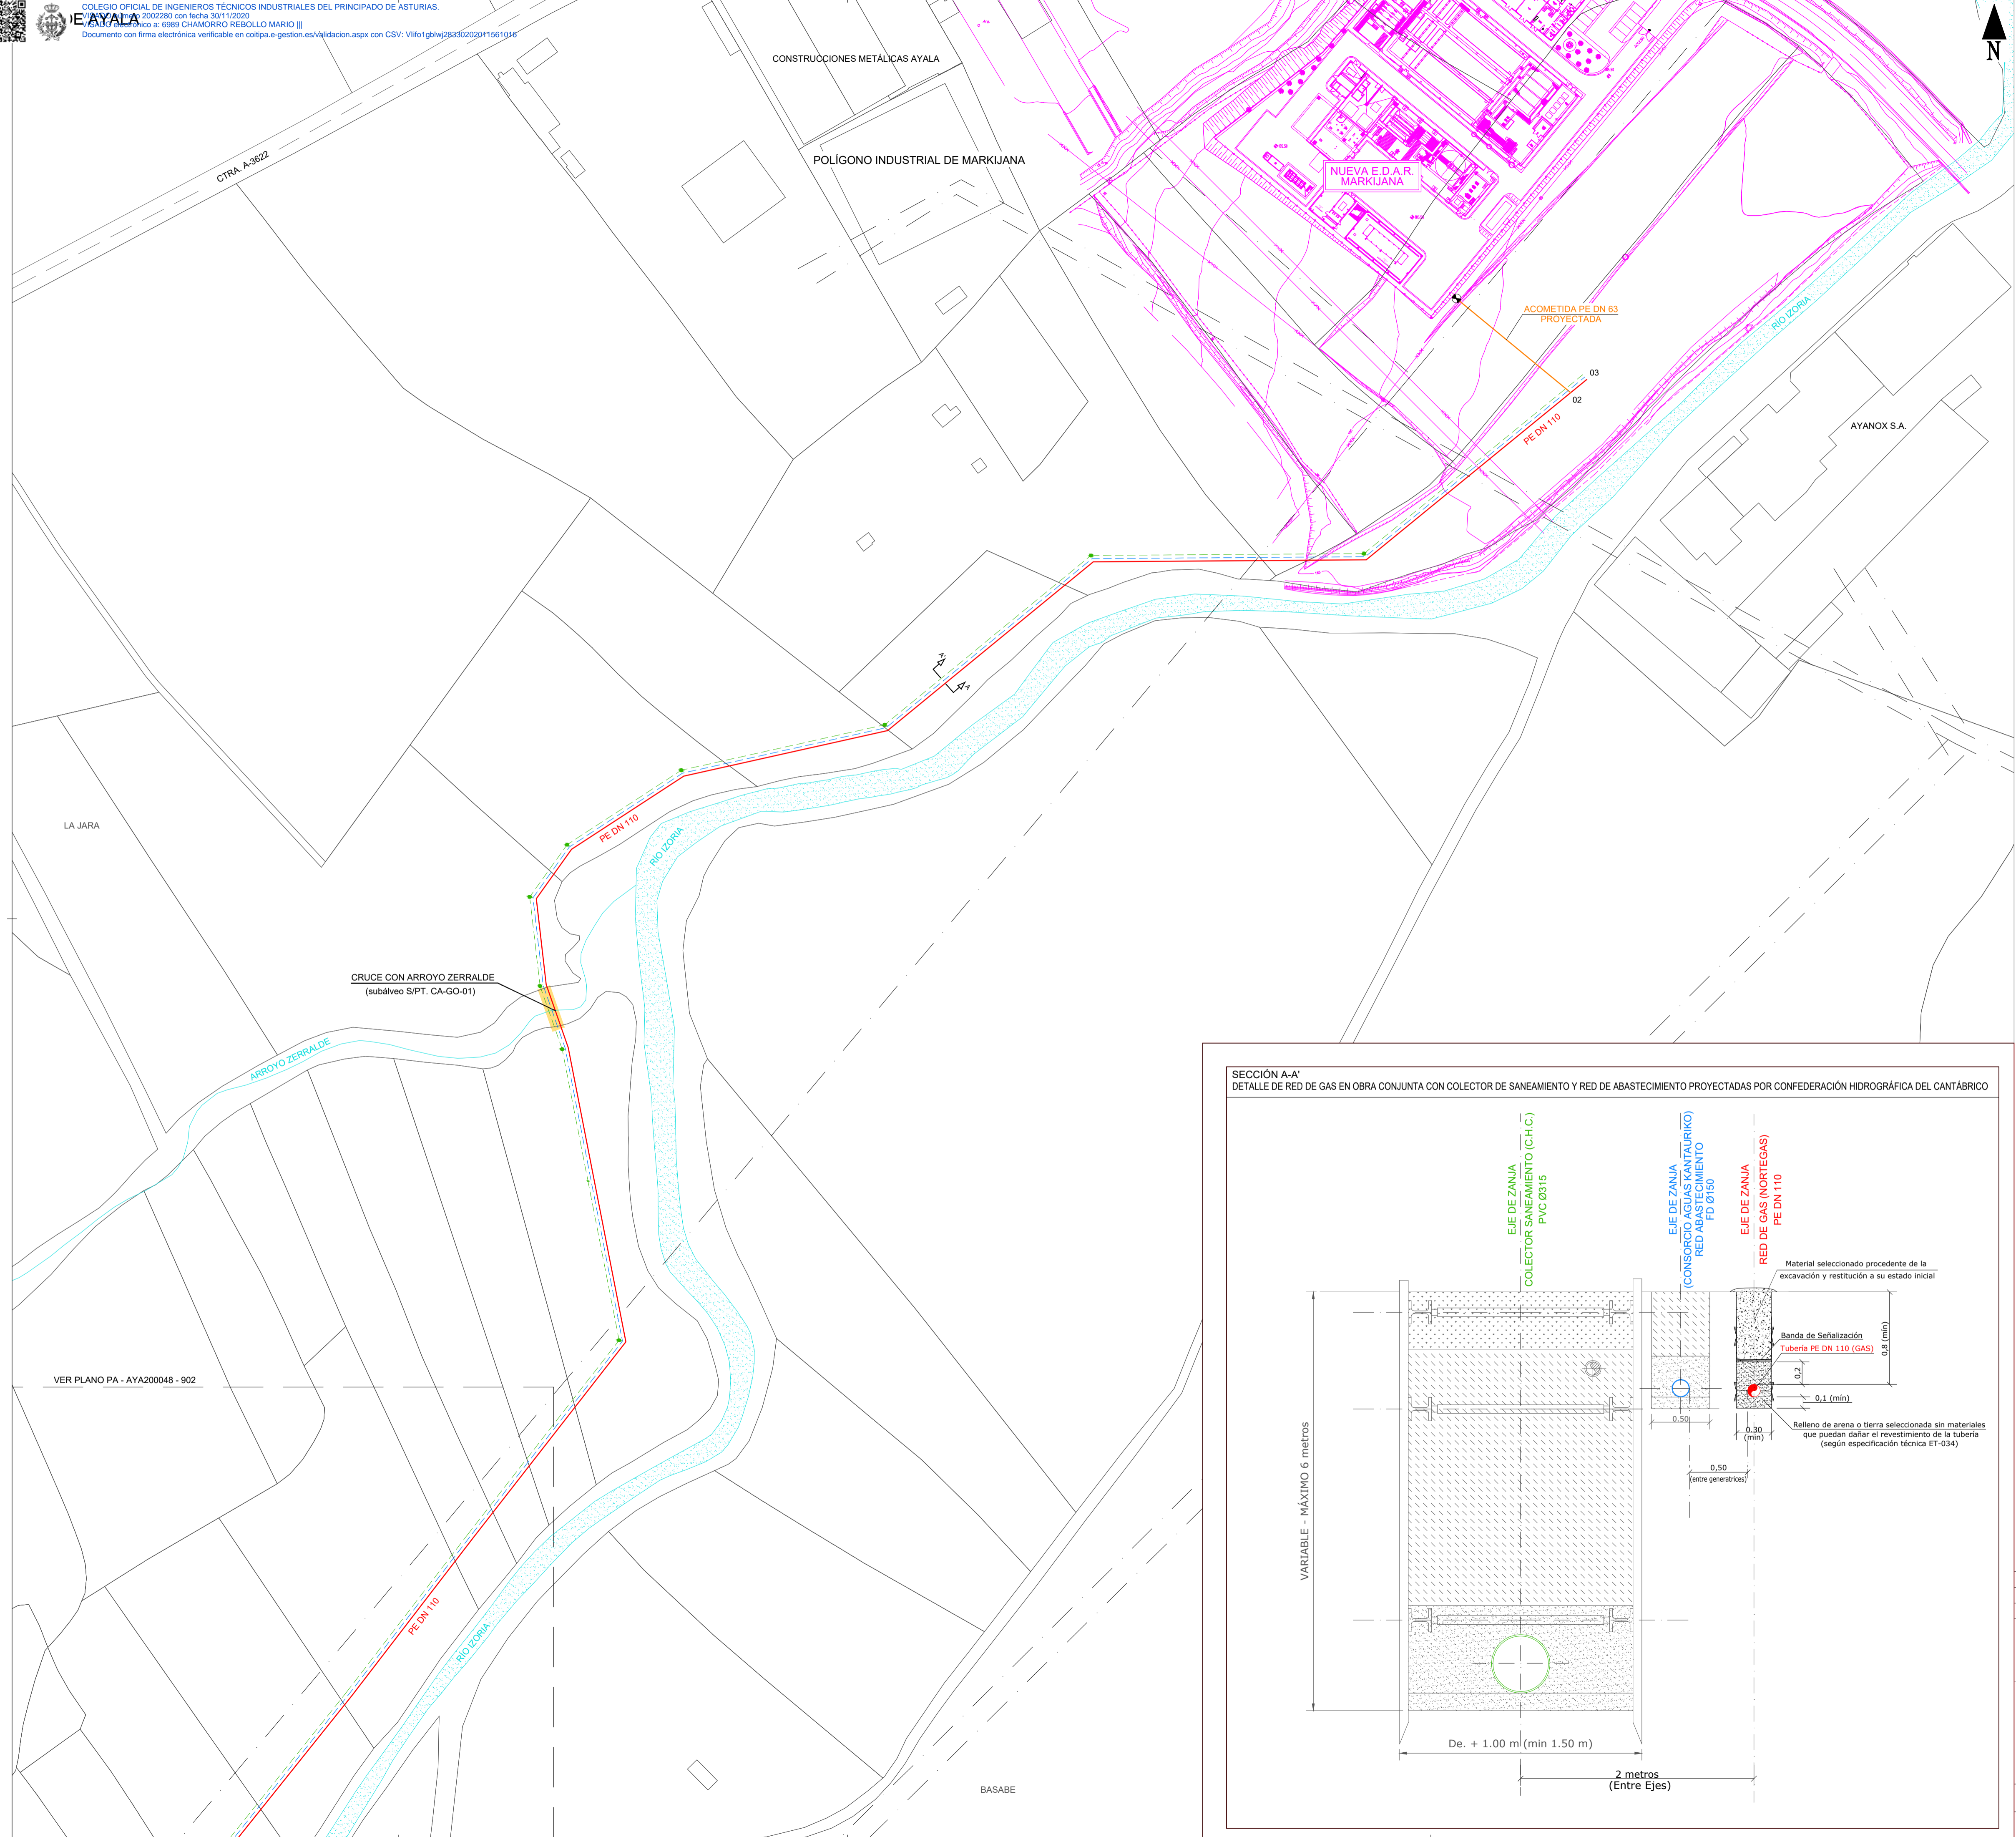 COLEGIO OFICIAL DE INGENIEROS TÉCNICOS INDUSTRIALES DEL PRINCIPADO DE ASTURIAS.
VISADO número 2002280 con fecha 30/11/2020
VISADO electrónico a: 6989 CHAMORRO REBOLLO MARIO |||
Documento con firma electrónica verificable en coitipa.e-gestion.es/validacion.aspx con CSV:
DE AYALA
N
CONSTRUCCIONES METÁLICAS AYALA
CTRA. A-3622
POLÍGONO INDUSTRIAL DE MARKIJANA
NUEVA E.D.A.R.
MARKIJANA
ACOMETIDA PE DN 63
PROYECTADA
RÍO IZORIA
03
02
PE DN 110
AYANOX S.A.
A'
A
LA JARA
PE DN 110
RÍO IZORIA
CRUCE CON ARROYO ZERRALDE
(subálveo S/PT. CA-GO-01)
ARROYO ZERRALDE
VER PLANO PA - AYA200048 - 902
PE DN 110
RÍO IZORIA
BASABE
SECCIÓN A-A'
DETALLE DE RED DE GAS EN OBRA CONJUNTA CON COLECTOR DE SANEAMIENTO Y RED DE ABASTECIMIENTO PROYECTADAS POR CONFEDERACIÓN HIDROGRÁFICA DEL CANTÁBRICO
EJE DE ZANJA
COLECTOR SANEAMIENTO (C.H.C.)
PVC Ø315
EJE DE ZANJA
(CONSORCIO AGUAS KANTAURIKO)
RED ABASTECIMIENTO
FD Ø150
EJE DE ZANJA
RED DE GAS (NORTEGAS)
PE DN 110
Material seleccionado procedente de la
excavación y restitución a su estado inicial
Banda de Señalización
Tubería PE DN 110 (GAS)
0,8 (mín)
0,2
0,1 (mín)
Relleno de arena o tierra seleccionada sin materiales
que puedan dañar el revestimiento de la tubería
(según especificación técnica ET-034)
0.50
0.30
(mín)
0,50
(entre generatrices)
VARIABLE - MÁXIMO 6 metros
De. + 1.00 m (min 1.50 m)
2 metros
(Entre Ejes)